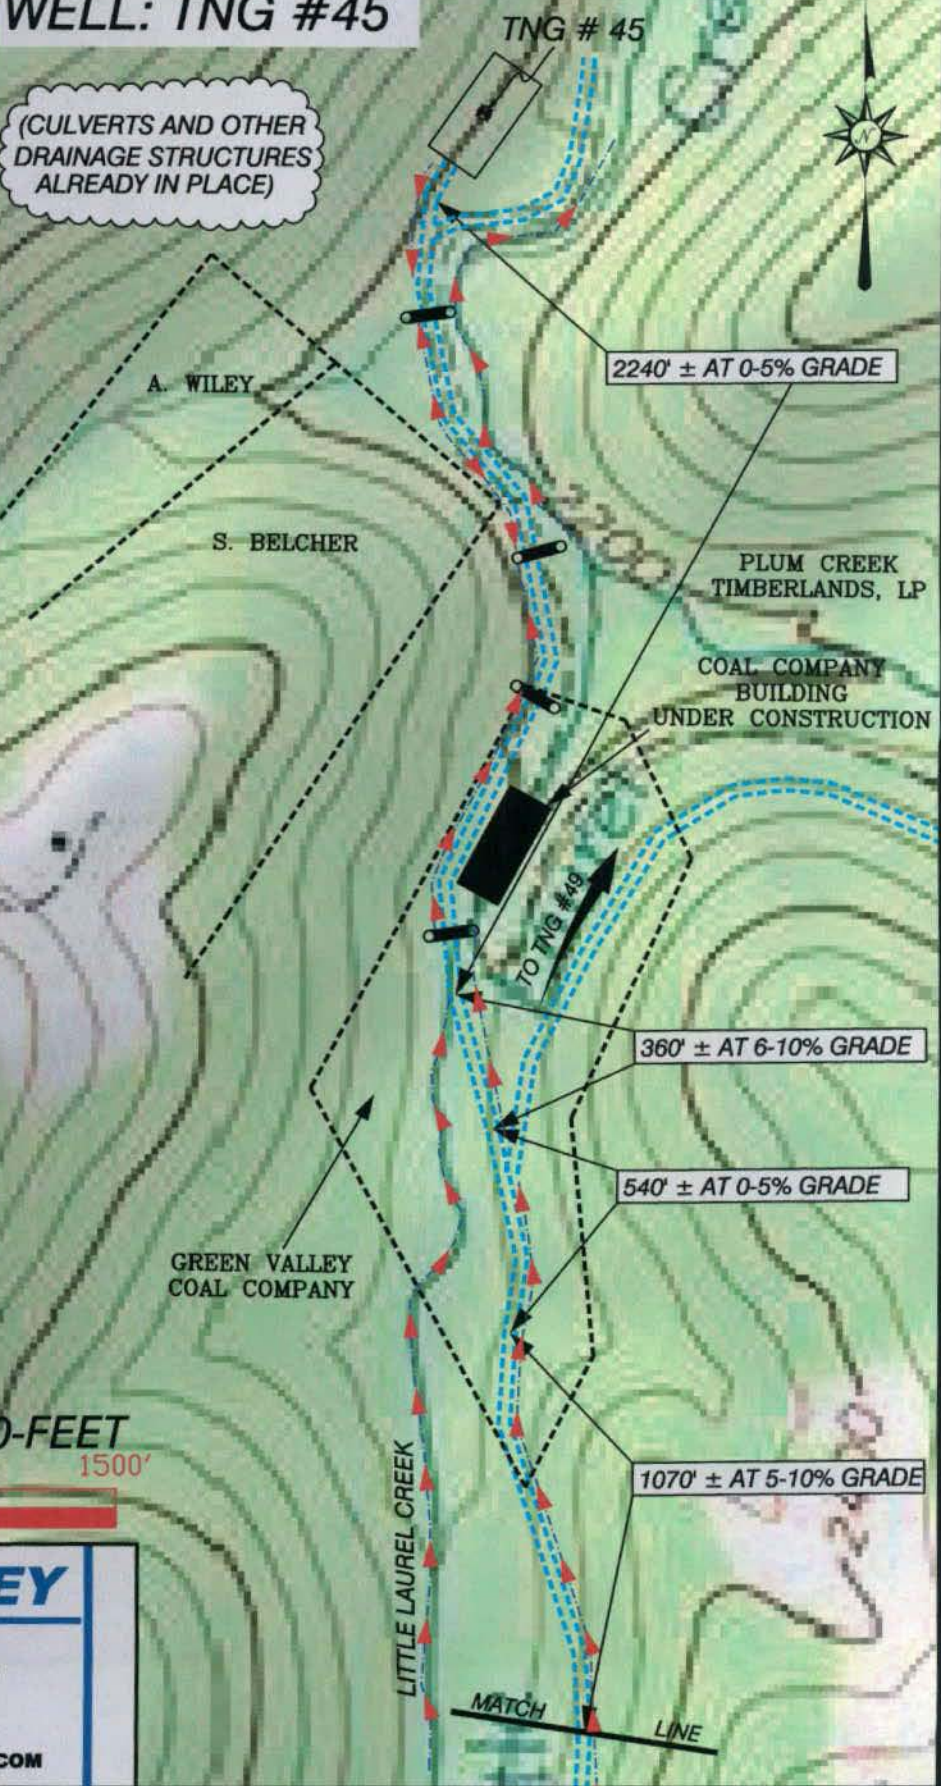 WELL: TNG #45
TNG # 45
(CULVERTS AND OTHER
DRAINAGE STRUCTURES
ALREADY IN PLACE)
N
2240' ± AT 0-5% GRADE
A. WILEY
S. BELCHER
2200
PLUM CREEK
TIMBERLANDS, LP
COAL COMPANY
BUILDING
UNDER CONSTRUCTION
TO TNG #49
360' ± AT 6-10% GRADE
540' ± AT 0-5% GRADE
GREEN VALLEY
COAL COMPANY
0-FEET
1500'
1070' ± AT 5-10% GRADE
LITTLE LAUREL CREEK
EY
MATCH LINE
COM